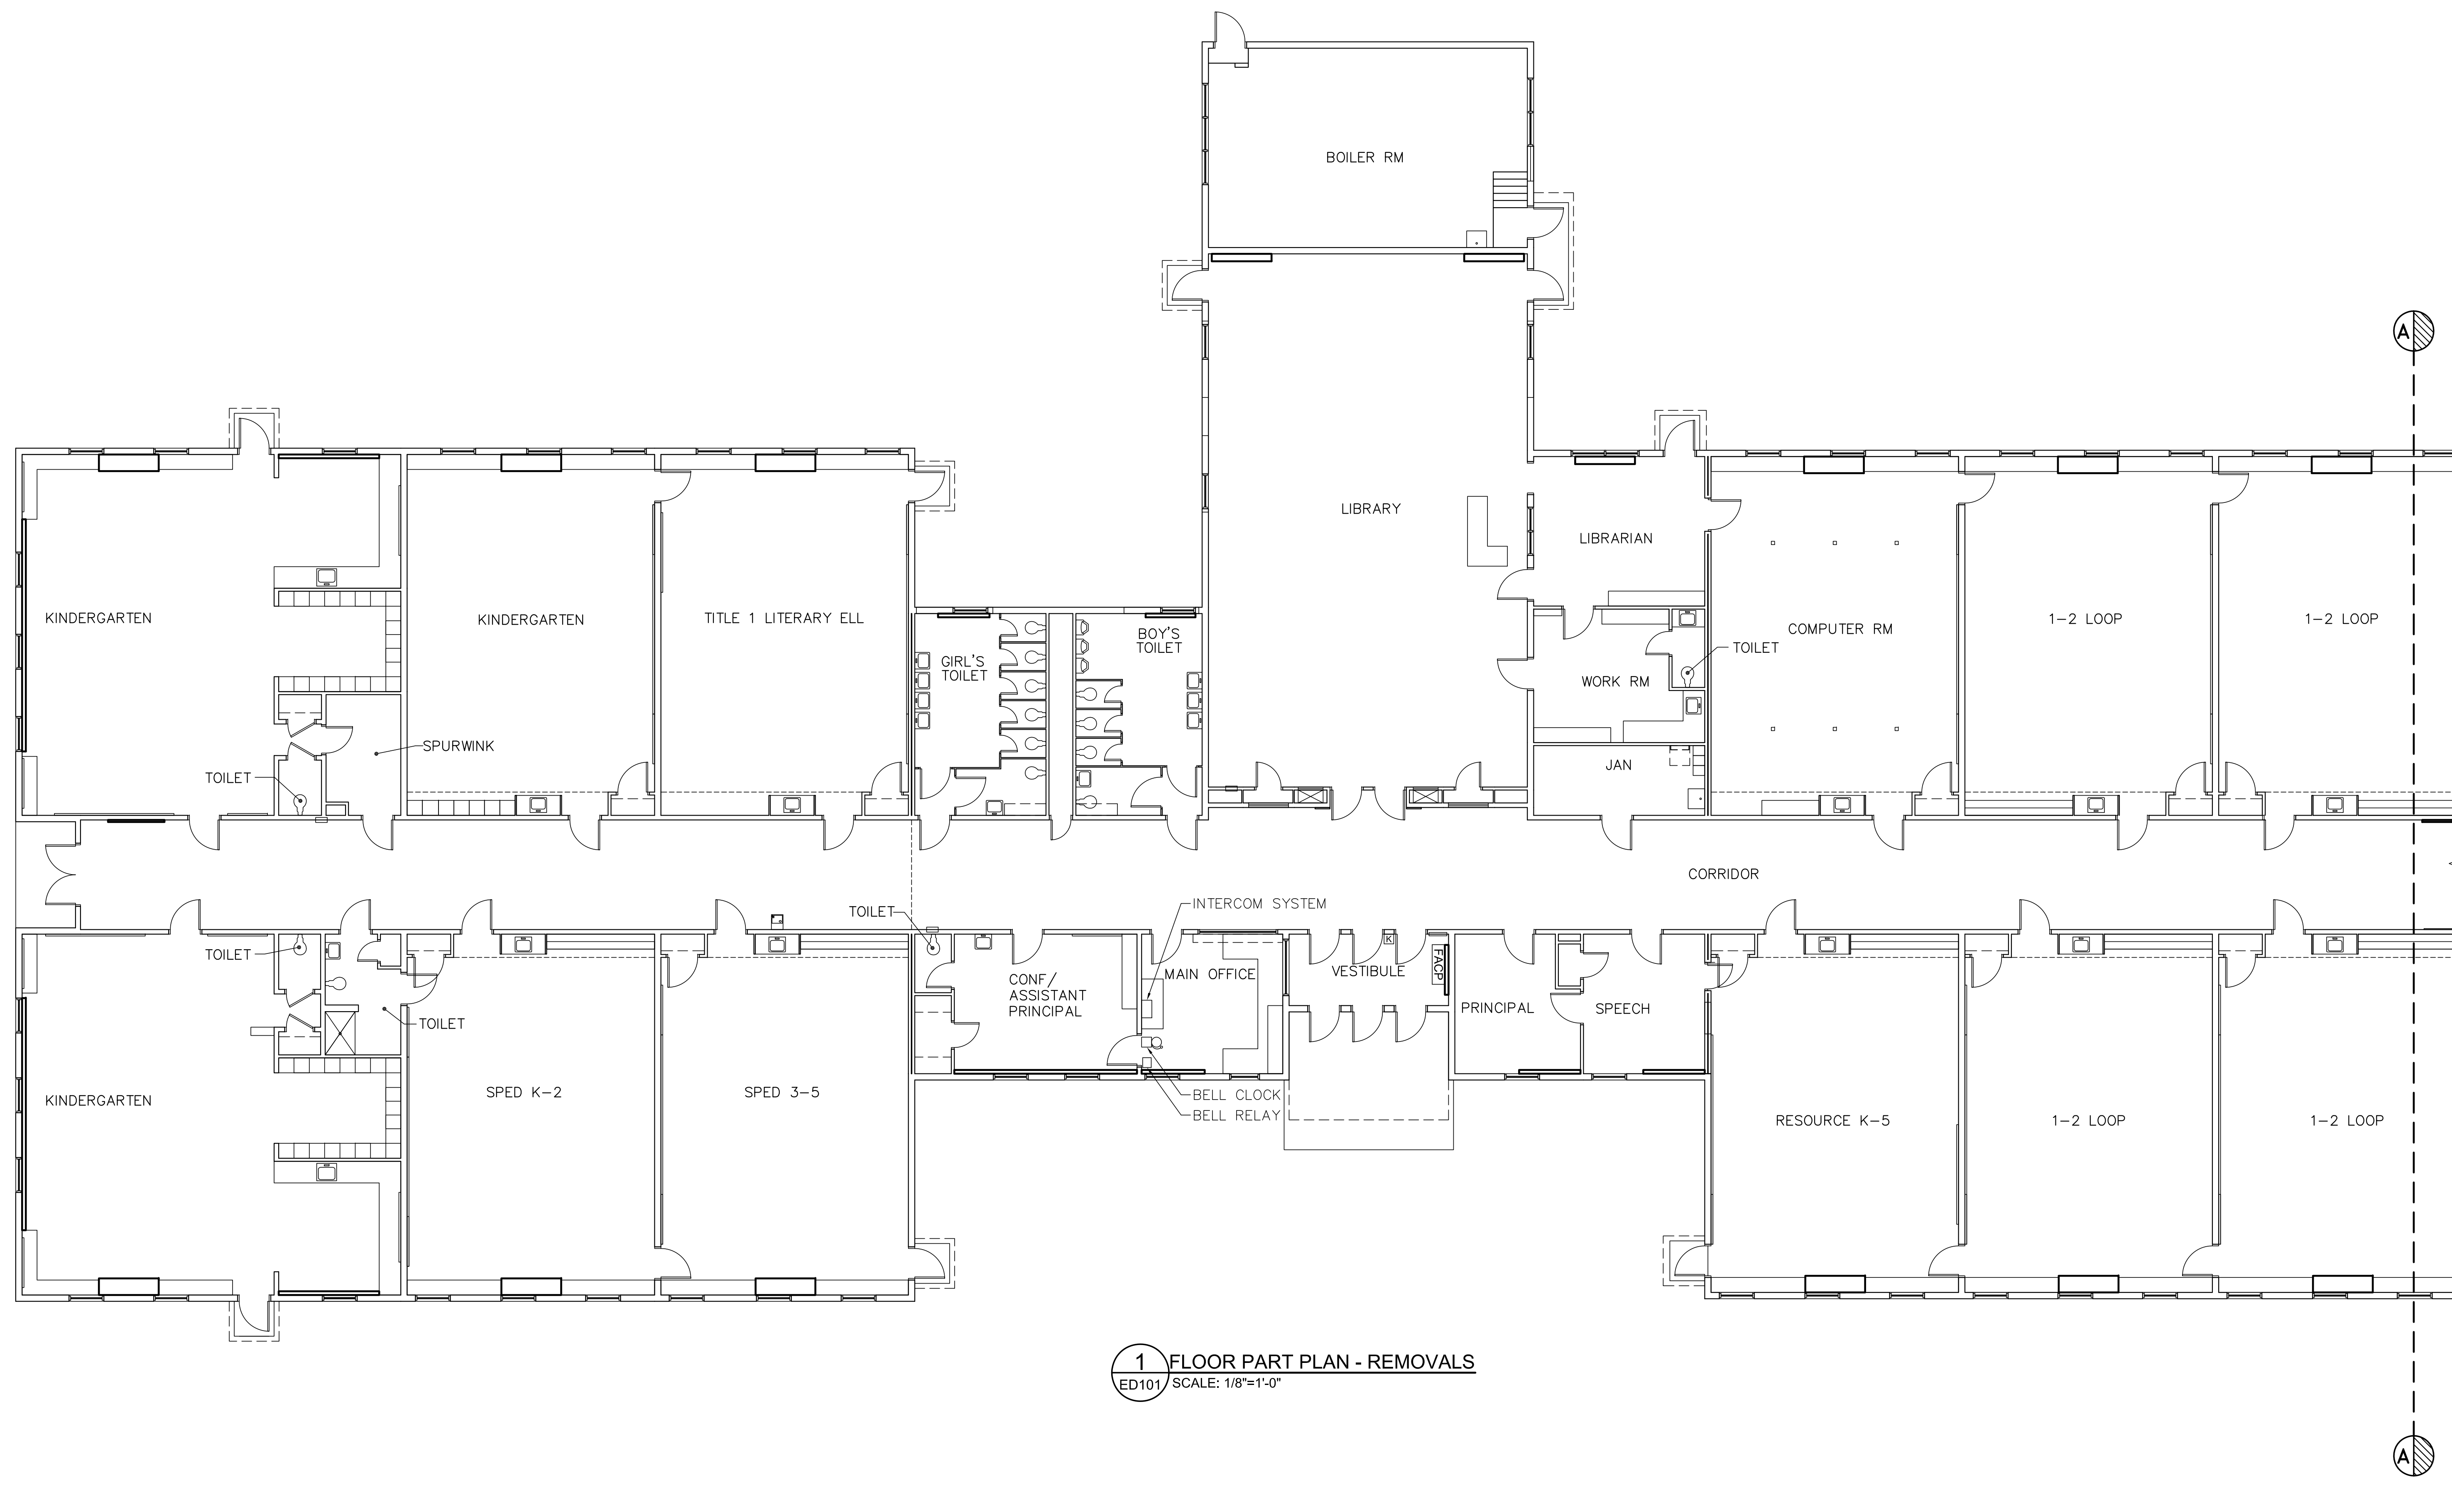 BOILER RM
A
LIBRARY
LIBRARIAN
KINDERGARTEN
KINDERGARTEN
TITLE 1 LITERARY ELL
GIRL'S
TOILET
BOY'S
TOILET
COMPUTER RM
1-2 LOOP
1-2 LOOP
TOILET
WORK RM
SPURWINK
TOILET
JAN
CORRIDOR
TOILET
INTERCOM SYSTEM
K
TOILET
CONF/
ASSISTANT
PRINCIPAL
MAIN OFFICE
VESTIBULE
FACP
PRINCIPAL
SPEECH
TOILET
KINDERGARTEN
SPED K-2
SPED 3-5
BELL CLOCK
BELL RELAY
RESOURCE K-5
1-2 LOOP
1-2 LOOP
1
ED101
FLOOR PART PLAN - REMOVALS
SCALE: 1/8"=1'-0"
A